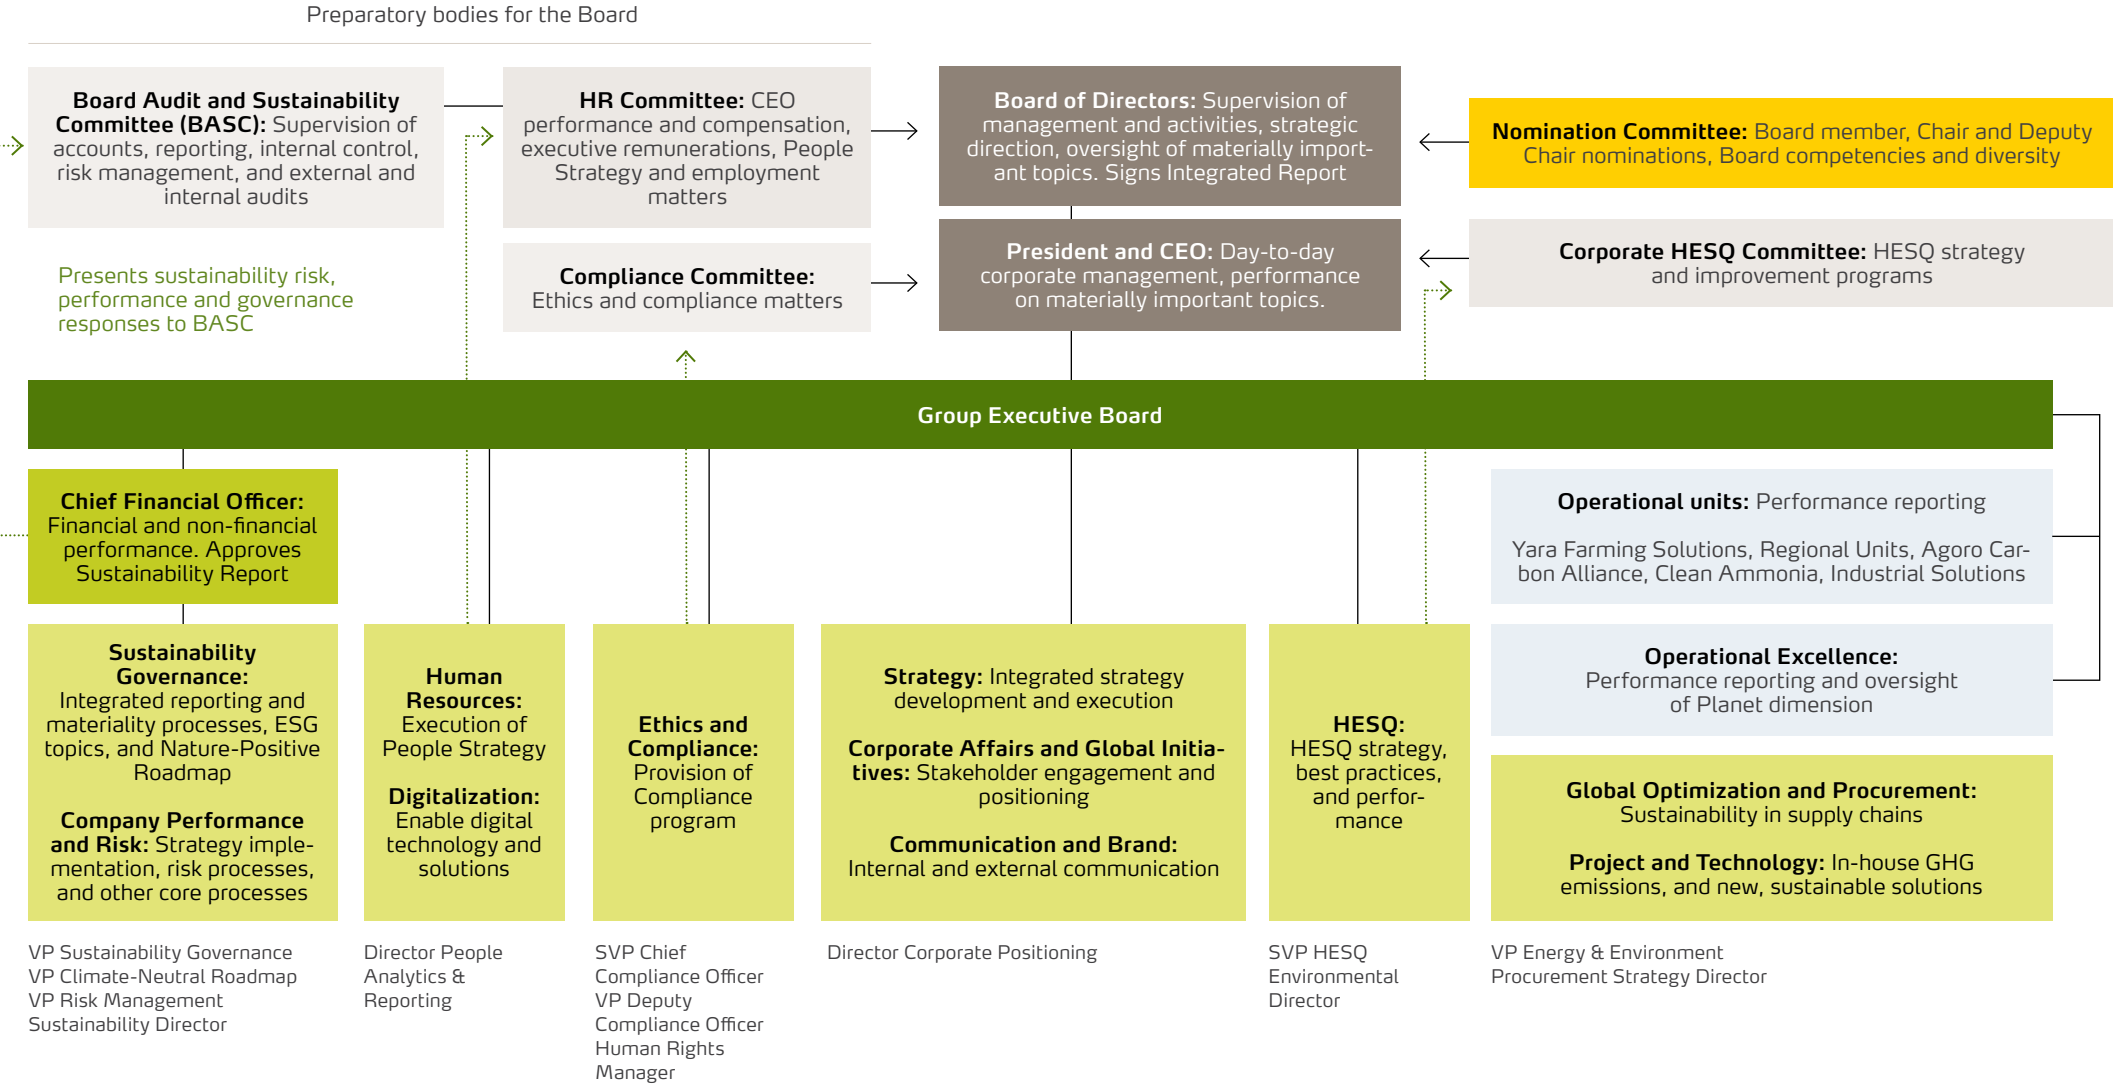 Preparatory bodies for the Board
Board Audit and Sustainability
Committee (BASC): Supervision of
accounts, reporting, internal control,
risk management, and external and
internal audits
HR Committee: CEO
performance and compensation,
executive remunerations, People
Strategy and employment
matters
Board of Directors: Supervision of
management and activities, strategic
direction, oversight of materially import-
ant topics. Signs Integrated Report
Nomination Committee: Board member, Chair and Deputy
Chair nominations, Board competencies and diversity
Presents sustainability risk,
performance and governance
responses to BASC
Compliance Committee:
Ethics and compliance matters
President and CEO: Day-to-day
corporate management, performance
on materially important topics.
Corporate HESQ Committee: HESQ strategy
and improvement programs
Group Executive Board
Chief Financial Officer:
Financial and non-financial
performance. Approves
Sustainability Report
Operational units: Performance reporting
Yara Farming Solutions, Regional Units, Agoro Car-
bon Alliance, Clean Ammonia, Industrial Solutions
Sustainability
Governance:
Integrated reporting and
materiality processes, ESG
topics, and Nature-Positive
Roadmap
Company Performance
and Risk: Strategy imple-
mentation, risk processes,
and other core processes
Human
Resources:
Execution of
People Strategy
Digitalization:
Enable digital
technology and
solutions
Ethics and
Compliance:
Provision of
Compliance
program
Strategy: Integrated strategy
development and execution
Corporate Affairs and Global Initia-
tives: Stakeholder engagement and
positioning
Communication and Brand:
Internal and external communication
HESQ:
HESQ strategy,
best practices,
and perfor-
mance
Operational Excellence:
Performance reporting and oversight
of Planet dimension
Global Optimization and Procurement:
Sustainability in supply chains
Project and Technology: In-house GHG
emissions, and new, sustainable solutions
VP Sustainability Governance
VP Climate-Neutral Roadmap
VP Risk Management
Sustainability Director
Director People
Analytics &
Reporting
SVP Chief
Compliance Officer
VP Deputy
Compliance Officer
Human Rights
Manager
Director Corporate Positioning
SVP HESQ
Environmental
Director
VP Energy & Environment
Procurement Strategy Director